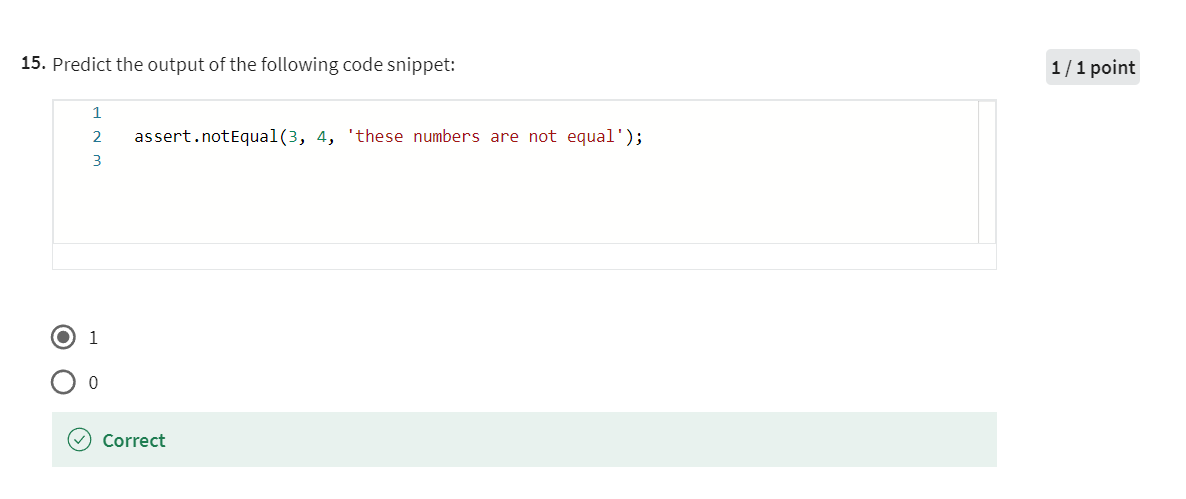 15. Predict the output of the following code snippet:
1 / 1 point
1
2 assert.notEqual(3, 4, 'these numbers are not equal');
3
1
0
Correct